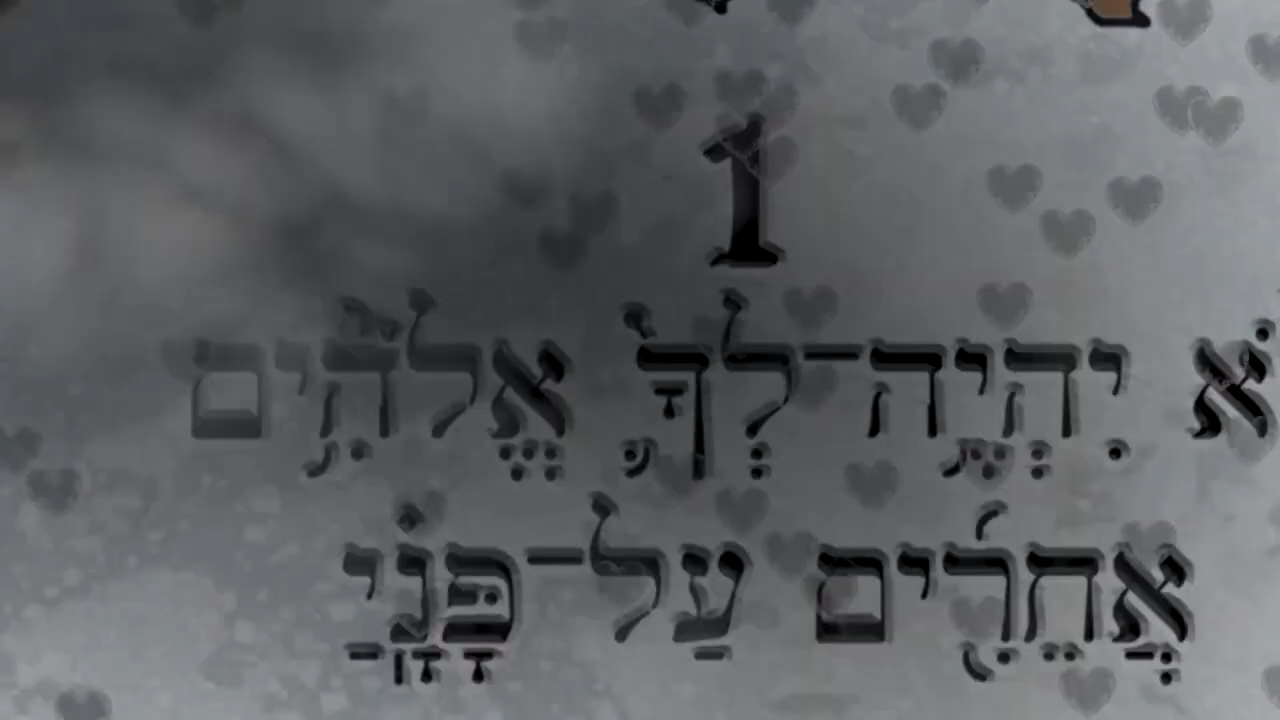 1
א יִהְיֶֽה־לְךָ֛ אֱלֹהִ֥֨ים
אֲחֵרִ֖֜ים עַל־פָּנָֽ͏ַ֗י